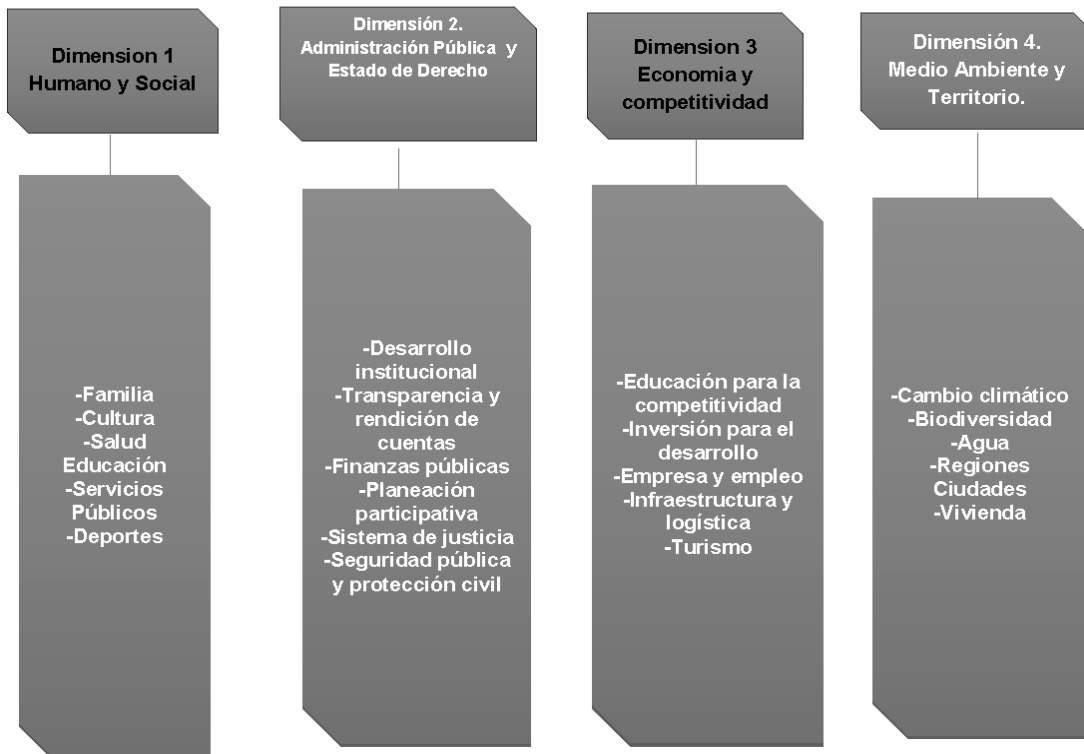 Dimension 1
Humano y Social
-Familia
-Cultura
-Salud
Educación
-Servicios
Públicos
-Deportes
Dimensión 2.
Administración Pública y
Estado de Derecho
-Desarrollo
institucional
-Transparencia y
rendición de
cuentas
-Finanzas públicas
-Planeación
participativa
-Sistema de justicia
-Seguridad pública
y protección civil
Dimension 3
Economia y
competitividad
-Educación para la
competitividad
-Inversión para el
desarrollo
-Empresa y empleo
-Infraestructura y
logística
-Turismo
Dimensión 4.
Medio Ambiente y
Territorio.
-Cambio climático
-Biodiversidad
-Agua
-Regiones
Ciudades
-Vivienda